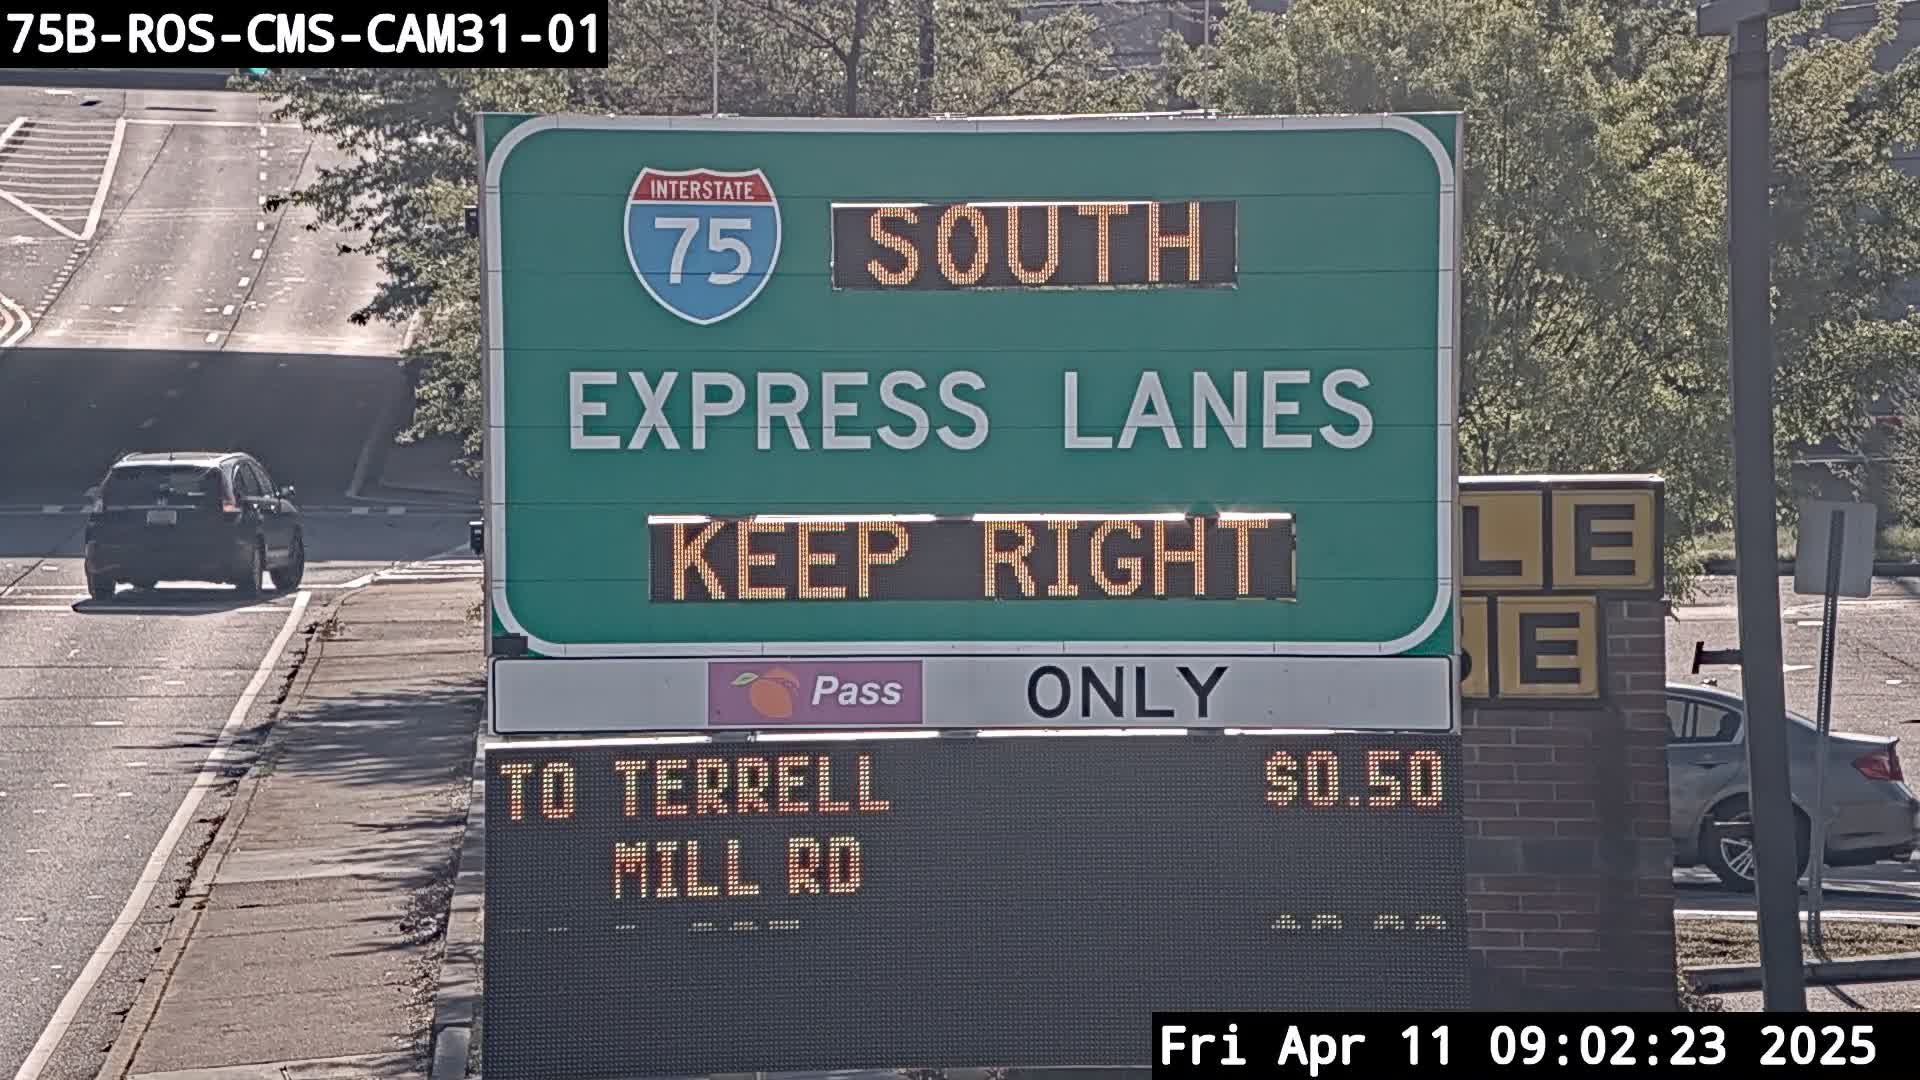 75B-ROS-CMS-CAM31-01
INTERSTATE
75
SOUTH
EXPRESS LANES
KEEP RIGHT
LE
E
Pass ONLY
TO TERRELL $0.50
MILL RD
Fri Apr 11 09:02:23 2025